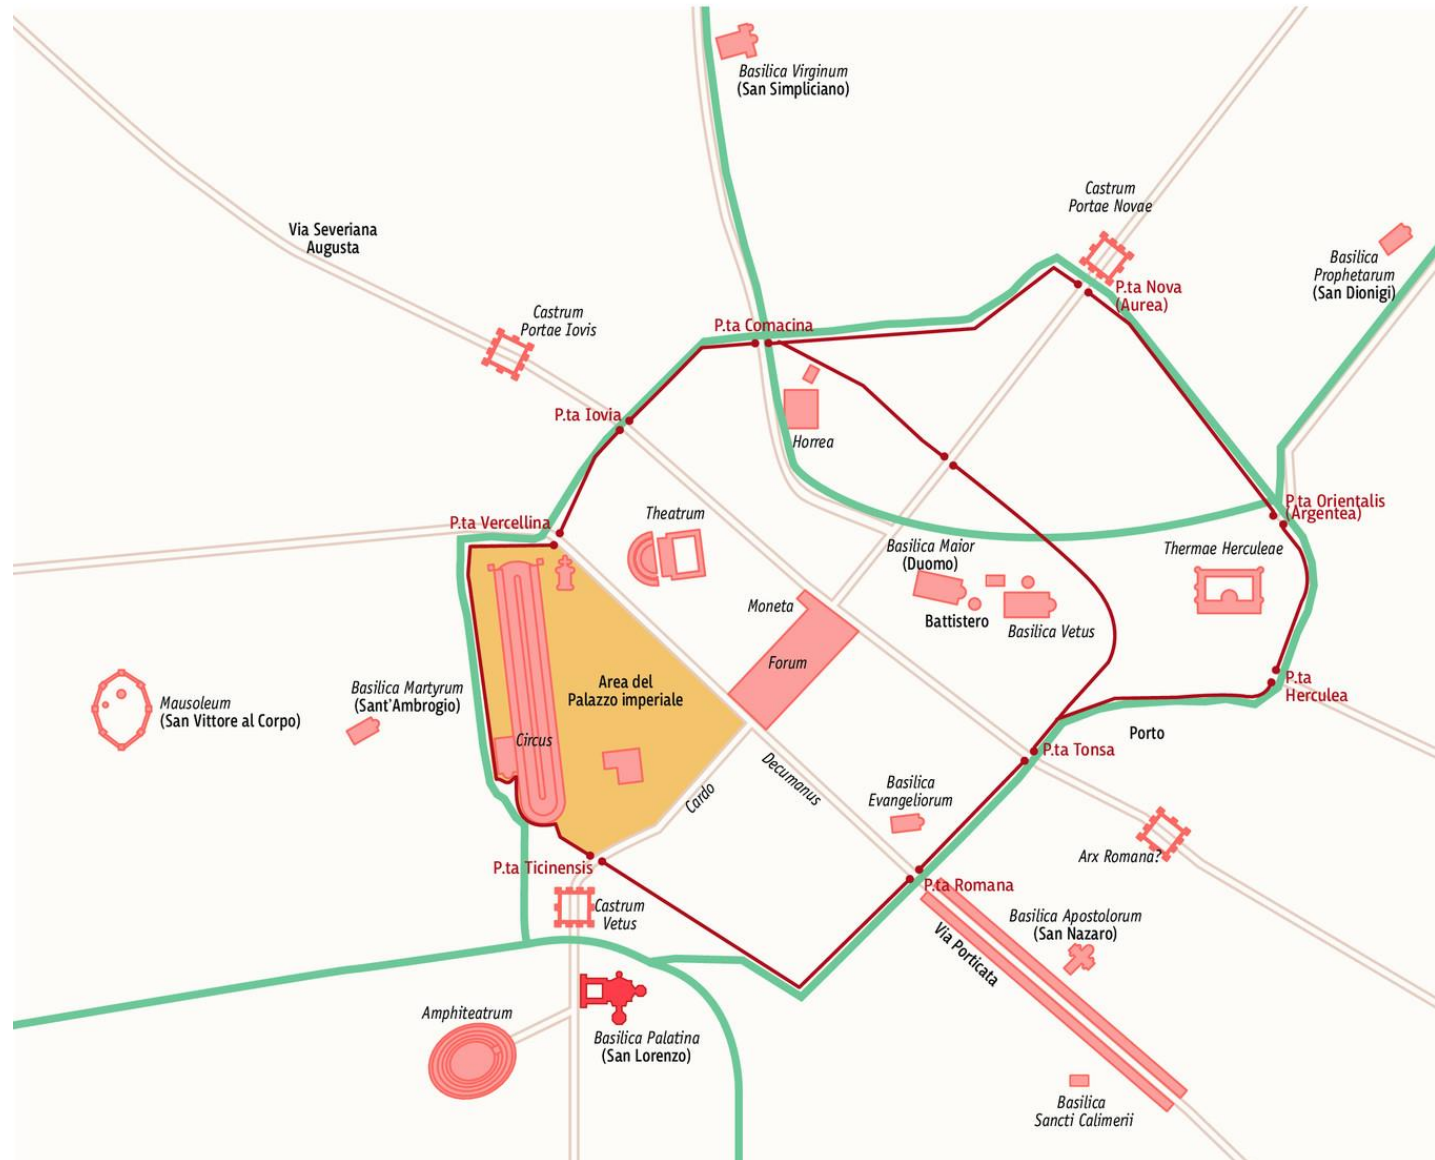 Basilica Virginum
(San Simpliciano)
Castrum
Portae Novae
Via Severiana
Augusta
Basilica
Prophetarum
(San Dionigi)
P.ta Nova
(Aurea)
Castrum
Portae Iovis
P.ta Comacina
P.ta Iovia
Horrea
P.ta Orientalis
(Argentea)
P.ta Vercellina
Theatrum
Basilica Maior
(Duomo)
Thermae Herculeae
Moneta
Battistero
Basilica Vetus
Forum
Area del
Palazzo imperiale
P.ta
Herculea
Basilica Martyrum
(Sant'Ambrogio)
Mausoleum
(San Vittore al Corpo)
Circus
Porto
P.ta Tonsa
Decumanus
Cardo
Basilica
Evangeliorum
Arx Romana?
P.ta Ticinensis
P.ta Romana
Castrum
Vetus
Basilica Apostolorum
(San Nazaro)
Via Porticata
Amphiteatrum
Basilica Palatina
(San Lorenzo)
Basilica
Sancti Calimerii